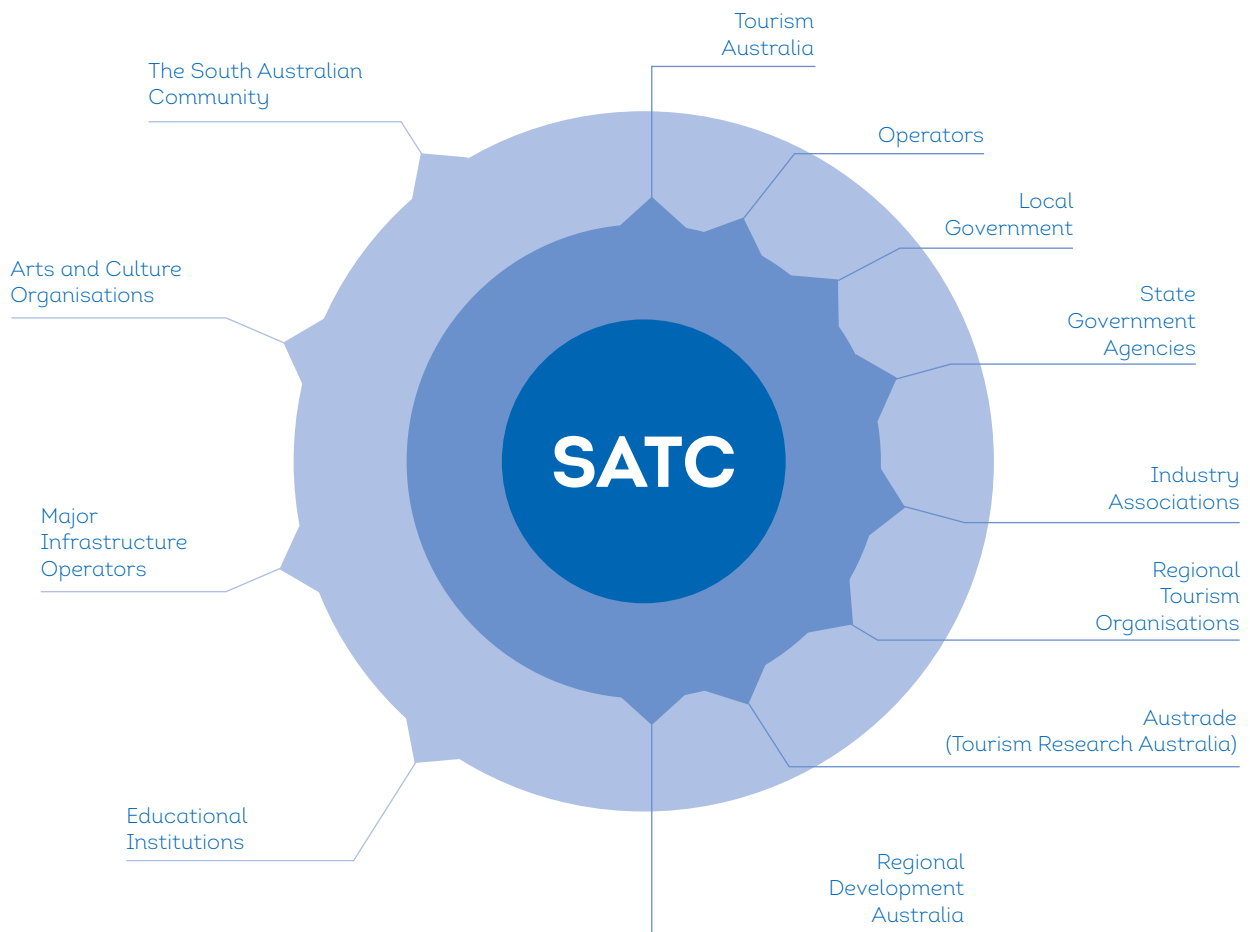 Tourism
Australia
The South Australian
Community
Operators
Local
Government
Arts and Culture
Organisations
State
Government
Agencies
SATC
Industry
Associations
Major
Infrastructure
Operators
Regional
Tourism
Organisations
Austrade
(Tourism Research Australia)
Educational
Institutions
Regional
Development
Australia